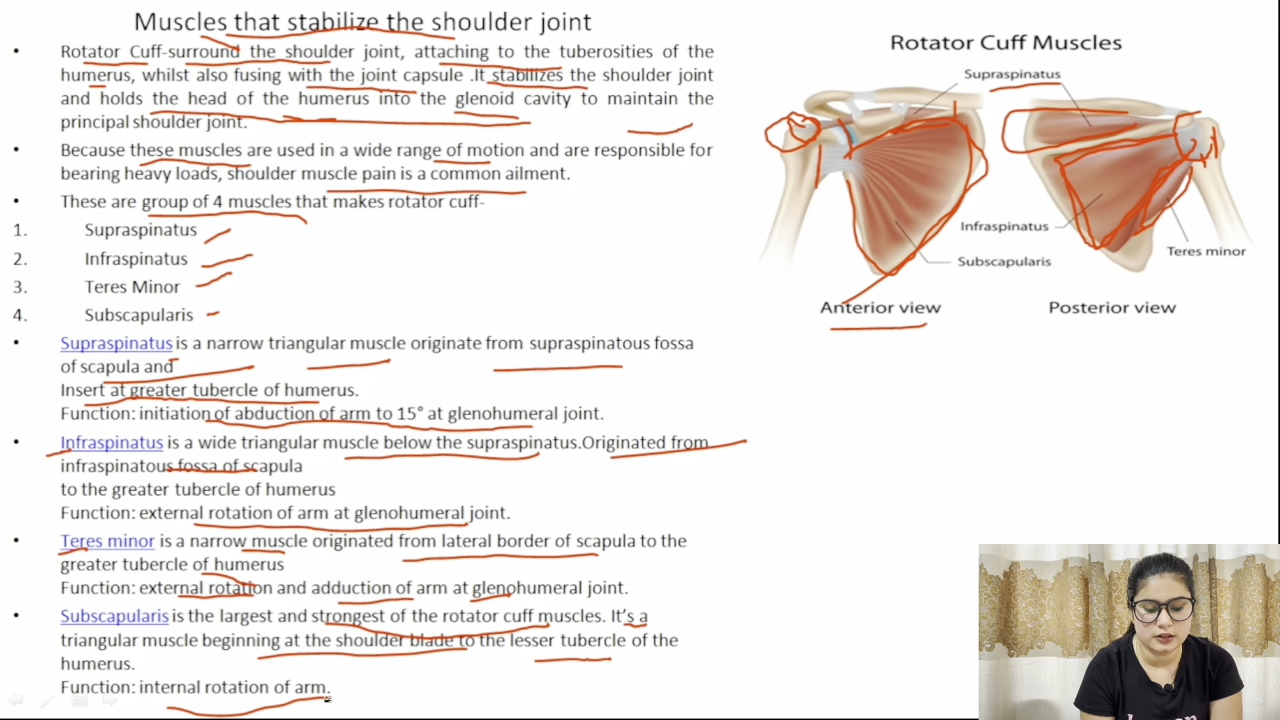 Muscles that stabilize the shoulder joint
• Rotator Cuff-surround the shoulder joint, attaching to the tuberosities of the
humerus, whilst also fusing with the joint capsule .It stabilizes the shoulder joint
and holds the head of the humerus into the glenoid cavity to maintain the
principal shoulder joint.
• Because these muscles are used in a wide range of motion and are responsible for
bearing heavy loads, shoulder muscle pain is a common ailment.
• These are group of 4 muscles that makes rotator cuff-
1. Supraspinatus
2. Infraspinatus
3. Teres Minor
4. Subscapularis
• Supraspinatus is a narrow triangular muscle originate from supraspinatous fossa
of scapula and
Insert at greater tubercle of humerus.
Function: initiation of abduction of arm to 15° at glenohumeral joint.
• Infraspinatus is a wide triangular muscle below the supraspinatus.Originated from
infraspinatous fossa of scapula
to the greater tubercle of humerus
Function: external rotation of arm at glenohumeral joint.
• Teres minor is a narrow muscle originated from lateral border of scapula to the
greater tubercle of humerus
Function: external rotation and adduction of arm at glenohumeral joint.
• Subscapularis is the largest and strongest of the rotator cuff muscles. It's a
triangular muscle beginning at the shoulder blade to the lesser tubercle of the
humerus.
Function: internal rotation of arm.
Rotator Cuff Muscles
Supraspinatus
Infraspinatus
Teres minor
Subscapularis
Anterior view
Posterior view